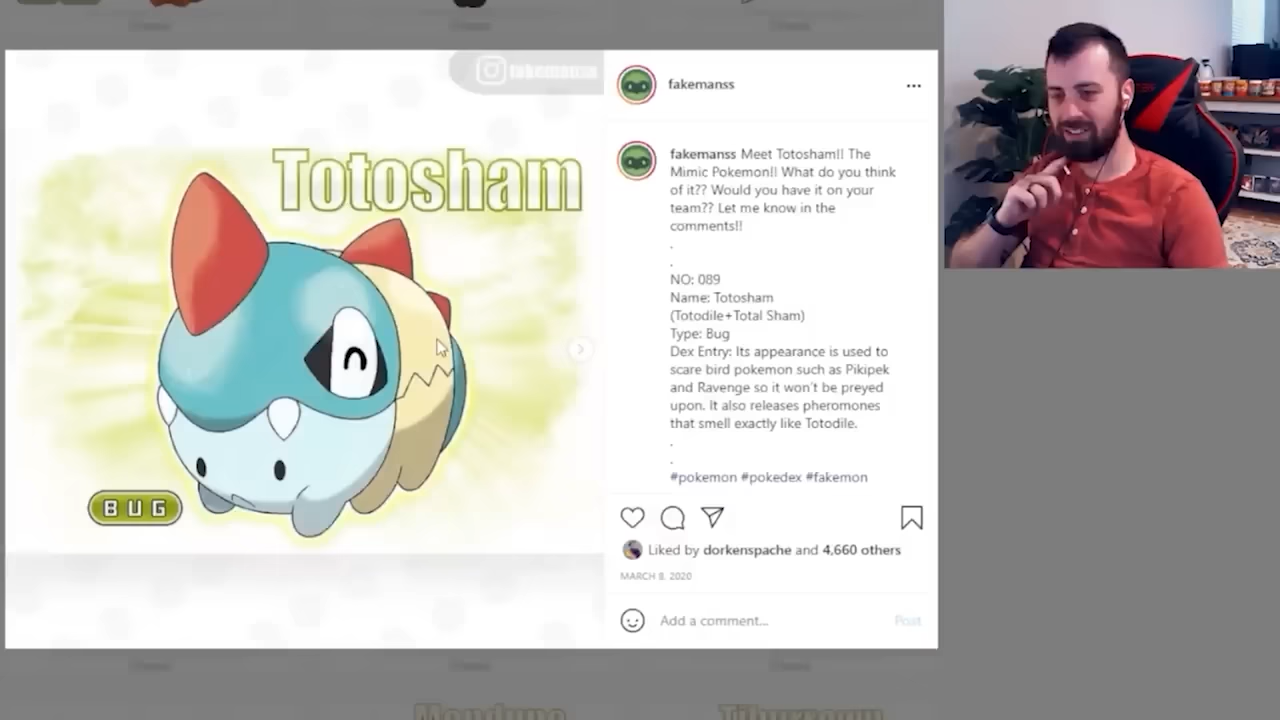 fakemanss
Totosham
BUG
fakemanss
fakemanss Meet Totosham!! The
Mimic Pokemon!! What do you think
of it?? Would you have it on your
team?? Let me know in the
comments!!
.
.
NO: 089
Name: Totosham
(Totodile+Total Sham)
Type: Bug
Dex Entry: Its appearance is used to
scare bird pokemon such as Pikipek
and Ravenge so it won't be preyed
upon. It also releases pheromones
that smell exactly like Totodile.
.
.
#pokemon #pokedex #fakemon
Liked by dorkenspache and 4,660 others
MARCH 8, 2020
Add a comment...
Post